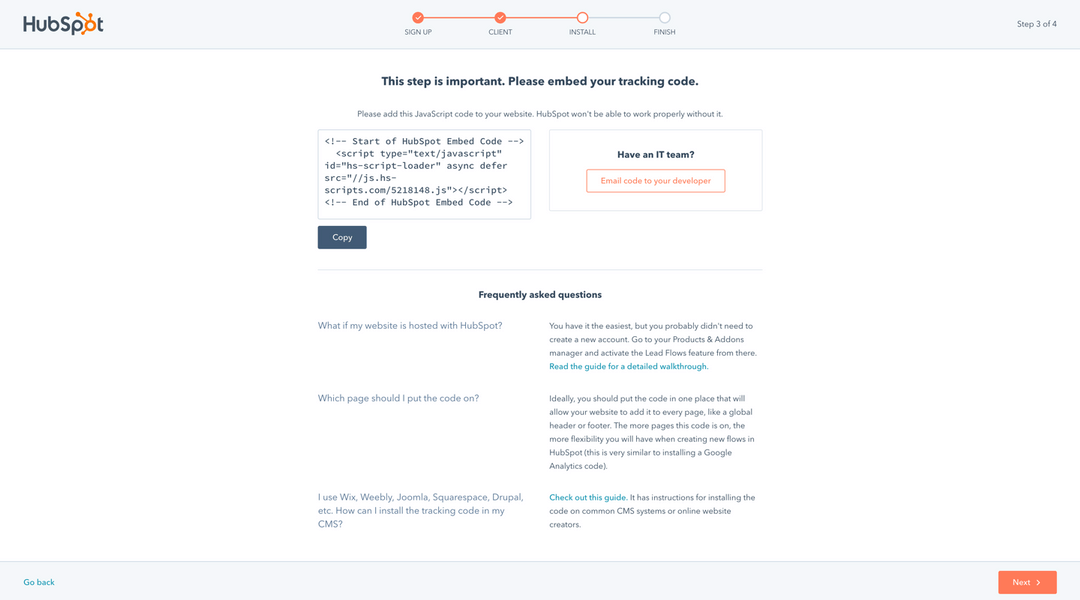 HubSpot
SIGN UP
CLIENT
INSTALL
FINISH
Step 3 of 4
This step is important. Please embed your tracking code.
Please add this JavaScript code to your website. HubSpot won't be able to work properly without it.
<!-- Start of HubSpot Embed Code -->
<script type="text/javascript"
id="hs-script-loader" async defer
src="//js.hs-
scripts.com/5218148.js"></script>
<!-- End of HubSpot Embed Code -->
Copy
Have an IT team?
Email code to your developer
Frequently asked questions
What if my website is hosted with HubSpot?
You have it the easiest, but you probably didn't need to
create a new account. Go to your Products & Addons
manager and activate the Lead Flows feature from there.
Read the guide for a detailed walkthrough.
Which page should I put the code on?
Ideally, you should put the code in one place that will
allow your website to add it to every page, like a global
header or footer. The more pages this code is on, the
more flexibility you will have when creating new flows in
HubSpot (this is very similar to installing a Google
Analytics code).
I use Wix, Weebly, Joomla, Squarespace, Drupal,
etc. How can I install the tracking code in my
CMS?
Check out this guide. It has instructions for installing the
code on common CMS systems or online website
creators.
Go back
Next